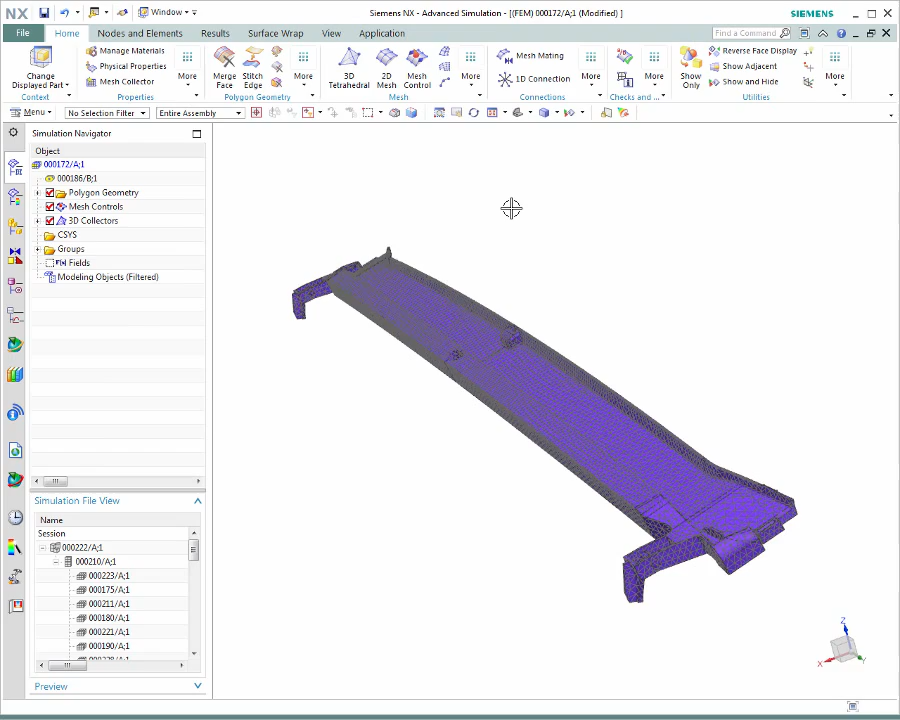 NX Window Siemens NX - Advanced Simulation - [(FEM) 000172/A;1 (Modified) ] SIEMENS
File Home Nodes and Elements Results Surface Wrap View Application Find a Command
Change Displayed Part
Context
Manage Materials
Physical Properties
Mesh Collector
More
Properties
Merge Face
Stitch Edge
More
Polygon Geometry
3D Tetrahedral
2D Mesh
Mesh Control
More
Mesh
Mesh Mating
1D Connection
More
Connections
More
Checks and ...
Show Only
Reverse Face Display
Show Adjacent
Show and Hide
More
Utilities
Menu No Selection Filter Entire Assembly
Simulation Navigator
Object
000172/A;1
000186/B;1
Polygon Geometry
Mesh Controls
3D Collectors
CSYS
Groups
Fields
Modeling Objects (Filtered)
Simulation File View
Name
Session
000222/A;1
000210/A;1
000223/A;1
000175/A;1
000211/A;1
000180/A;1
000221/A;1
000190/A;1
Preview
Z
X
Y